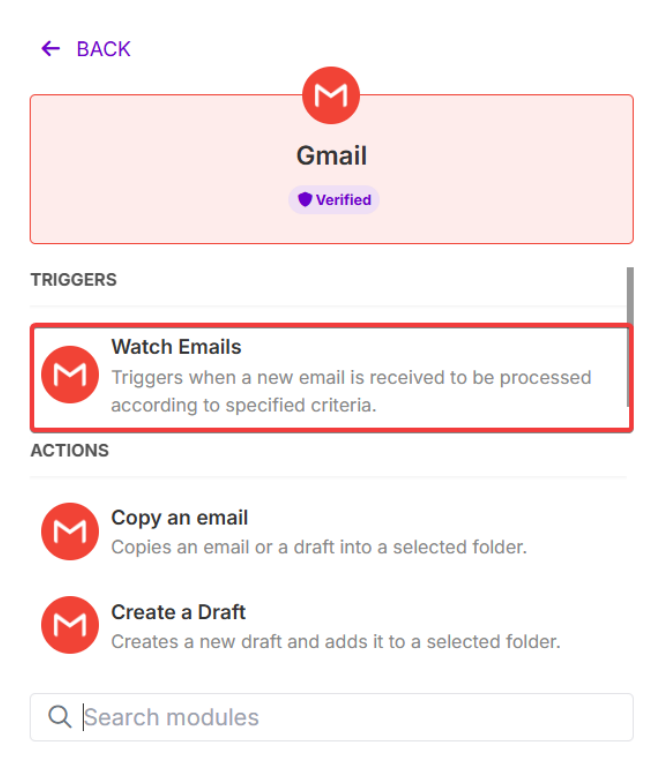 ← BACK
Gmail
Verified
TRIGGERS
Watch Emails
Triggers when a new email is received to be processed
according to specified criteria.
ACTIONS
Copy an email
Copies an email or a draft into a selected folder.
Create a Draft
Creates a new draft and adds it to a selected folder.
Search modules